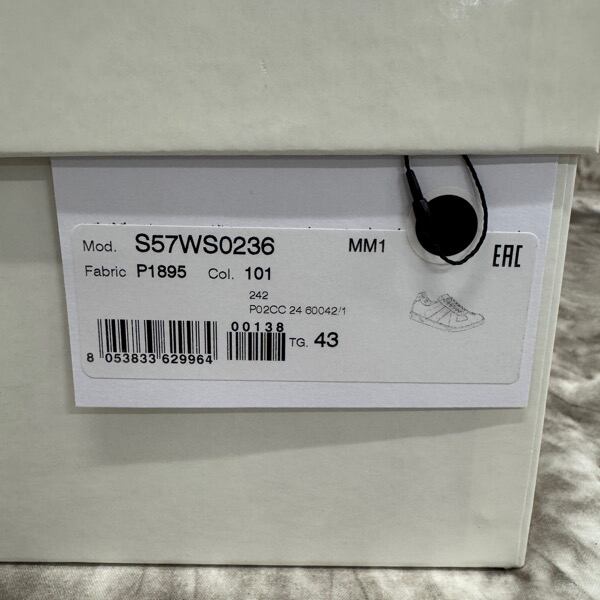 Mod. S57WS0236 MM1
EAC
Fabric P1895 Col. 101
242
P02CC 24 60042/1
00138
8 053833 629964
TG. 43